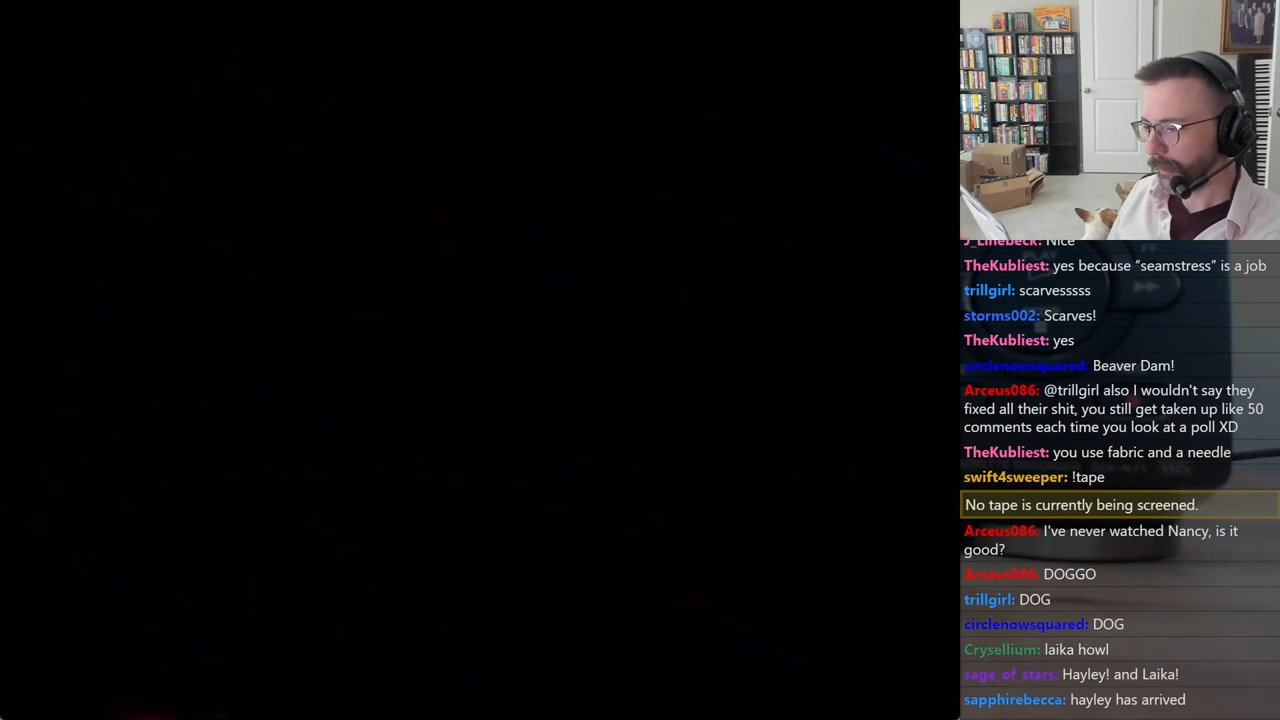 J_Linebeck: Nice
TheKubliest: yes because “seamstress” is a job
trillgirl: scarvesssss
storms002: Scarves!
TheKubliest: yes
circlenowsquared: Beaver Dam!
Arceus086: @trillgirl also I wouldn't say they
fixed all their shit, you still get taken up like 50
comments each time you look at a poll XD
TheKubliest: you use fabric and a needle
swift4sweeper: !tape
No tape is currently being screened.
Arceus086: I've never watched Nancy, is it
good?
Arceus086: DOGGO
trillgirl: DOG
circlenowsquared: DOG
Crysellium: laika howl
sage_of_stars: Hayley! and Laika!
sapphirebecca: hayley has arrived